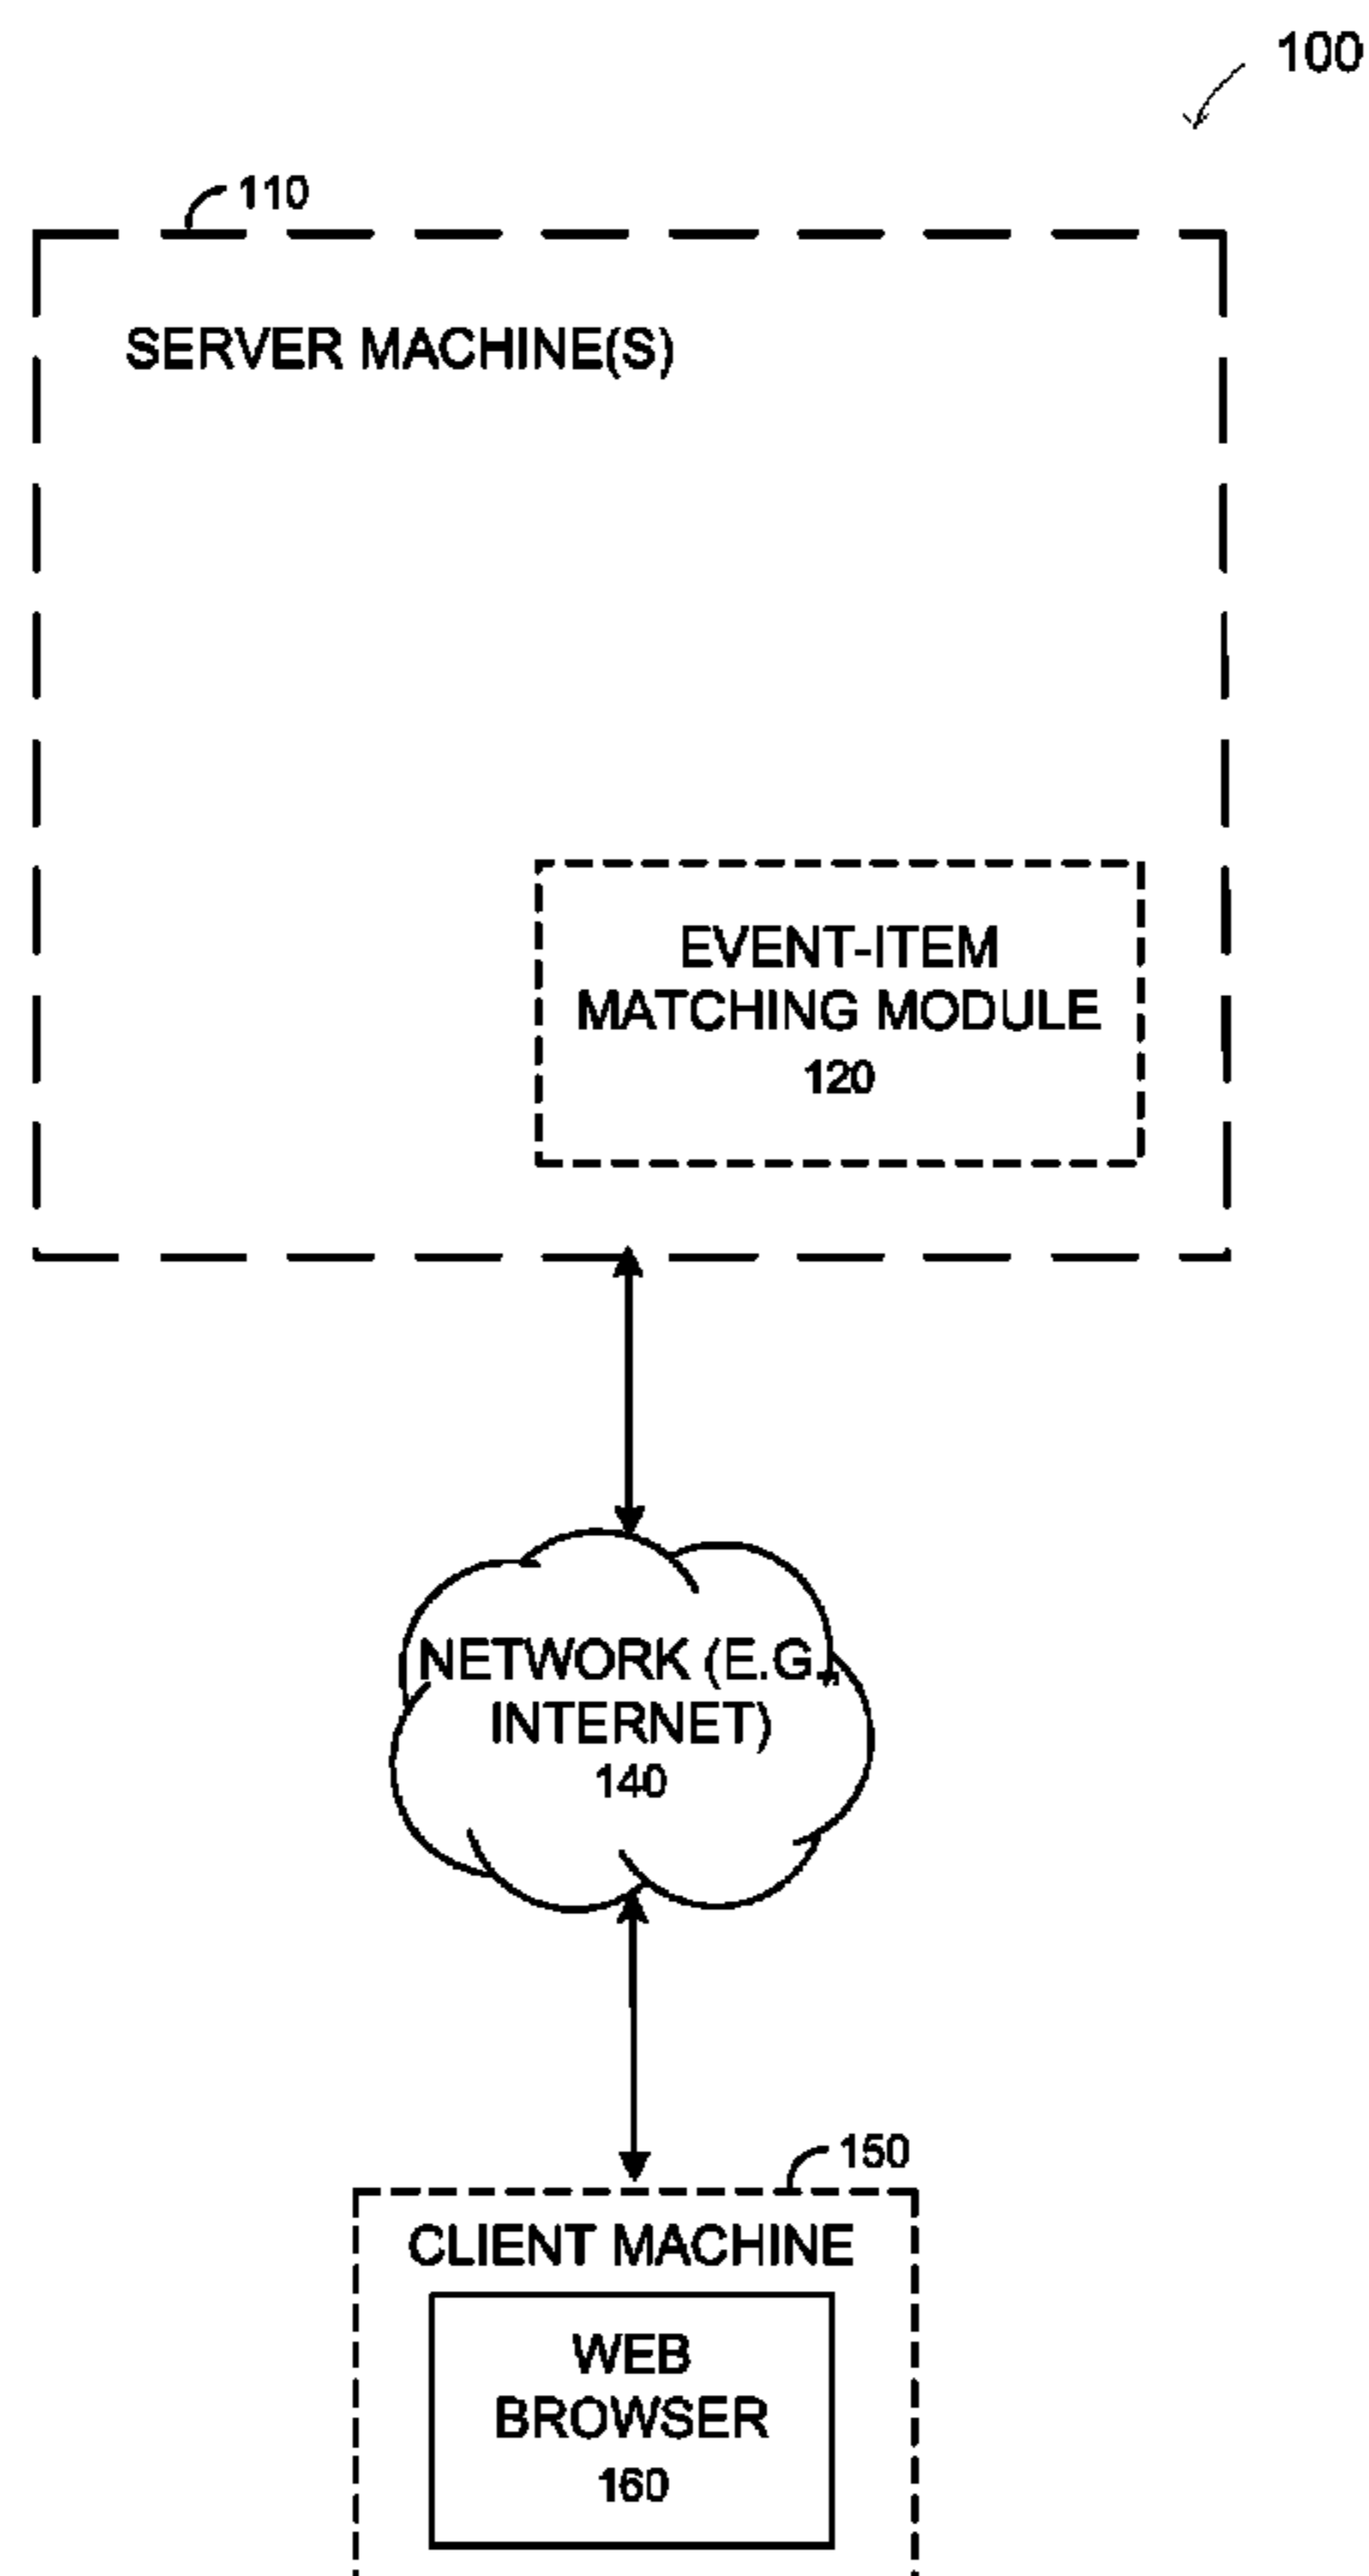 100
110
SERVER MACHINE(S)
EVENT-ITEM
MATCHING MODULE
120
NETWORK (E.G.,
INTERNET)
140
150
CLIENT MACHINE
WEB
BROWSER
160